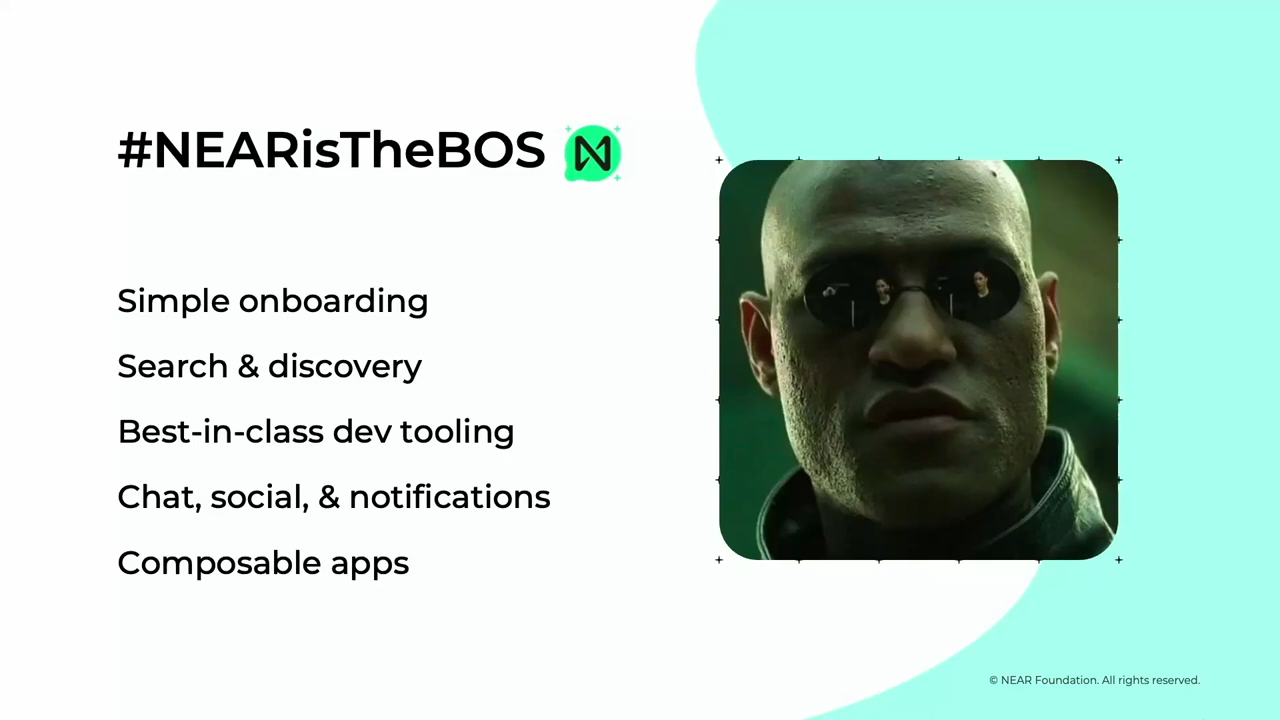 #NEARisTheBOS
Simple onboarding
Search & discovery
Best-in-class dev tooling
Chat, social, & notifications
Composable apps
© NEAR Foundation. All rights reserved.